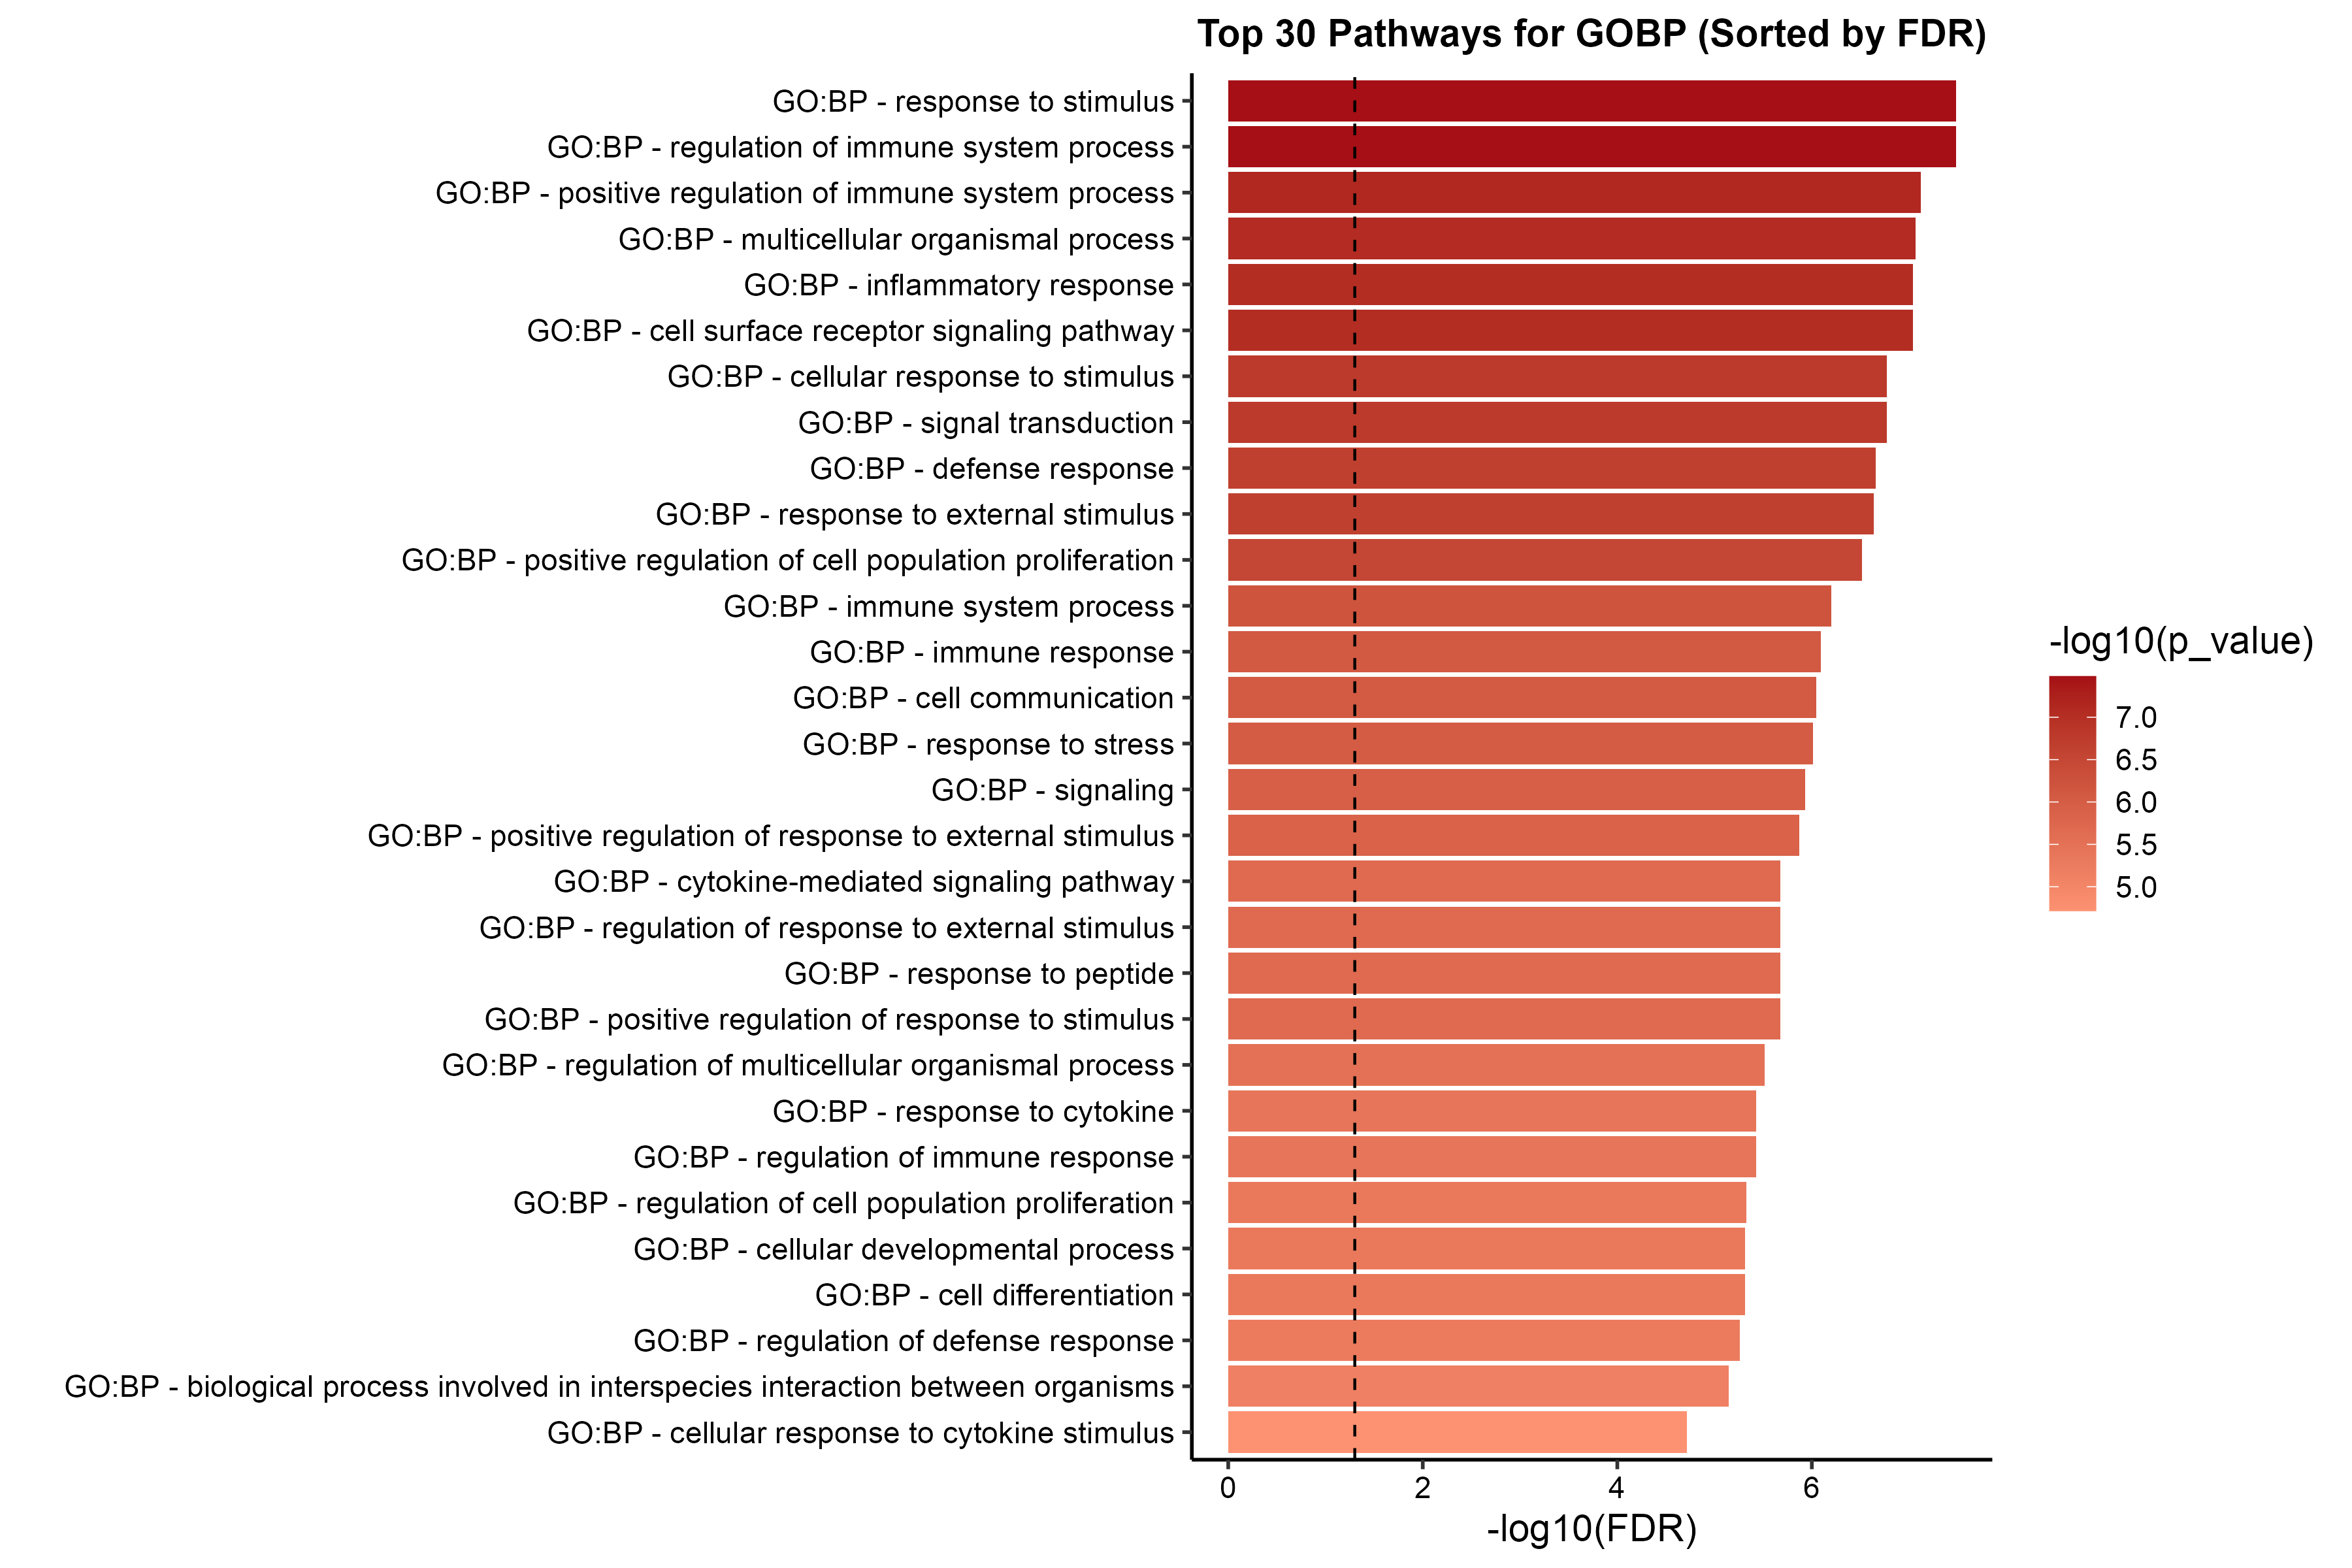 Top 30 Pathways for GOBP (Sorted by FDR)
GO:BP - response to stimulus
GO:BP - regulation of immune system process
GO:BP - positive regulation of immune system process
GO:BP - multicellular organismal process
GO:BP - inflammatory response
GO:BP - cell surface receptor signaling pathway
GO:BP - cellular response to stimulus
GO:BP - signal transduction
GO:BP - defense response
GO:BP - response to external stimulus
GO:BP - positive regulation of cell population proliferation
GO:BP - immune system process
GO:BP - immune response
GO:BP - cell communication
GO:BP - response to stress
GO:BP - signaling
GO:BP - positive regulation of response to external stimulus
GO:BP - cytokine-mediated signaling pathway
GO:BP - regulation of response to external stimulus
GO:BP - response to peptide
GO:BP - positive regulation of response to stimulus
GO:BP - regulation of multicellular organismal process
GO:BP - response to cytokine
GO:BP - regulation of immune response
GO:BP - regulation of cell population proliferation
GO:BP - cellular developmental process
GO:BP - cell differentiation
GO:BP - regulation of defense response
GO:BP - biological process involved in interspecies interaction between organisms
GO:BP - cellular response to cytokine stimulus
0 2 4 6
-log10(FDR)
-log10(p_value)
7.0
6.5
6.0
5.5
5.0